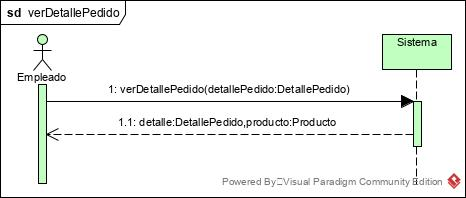 sd verDetallePedido
Empleado
Sistema
1: verDetallePedido(detallePedido:DetallePedido)
1.1: detalle:DetallePedido,producto:Producto
Powered By Visual Paradigm Community Edition